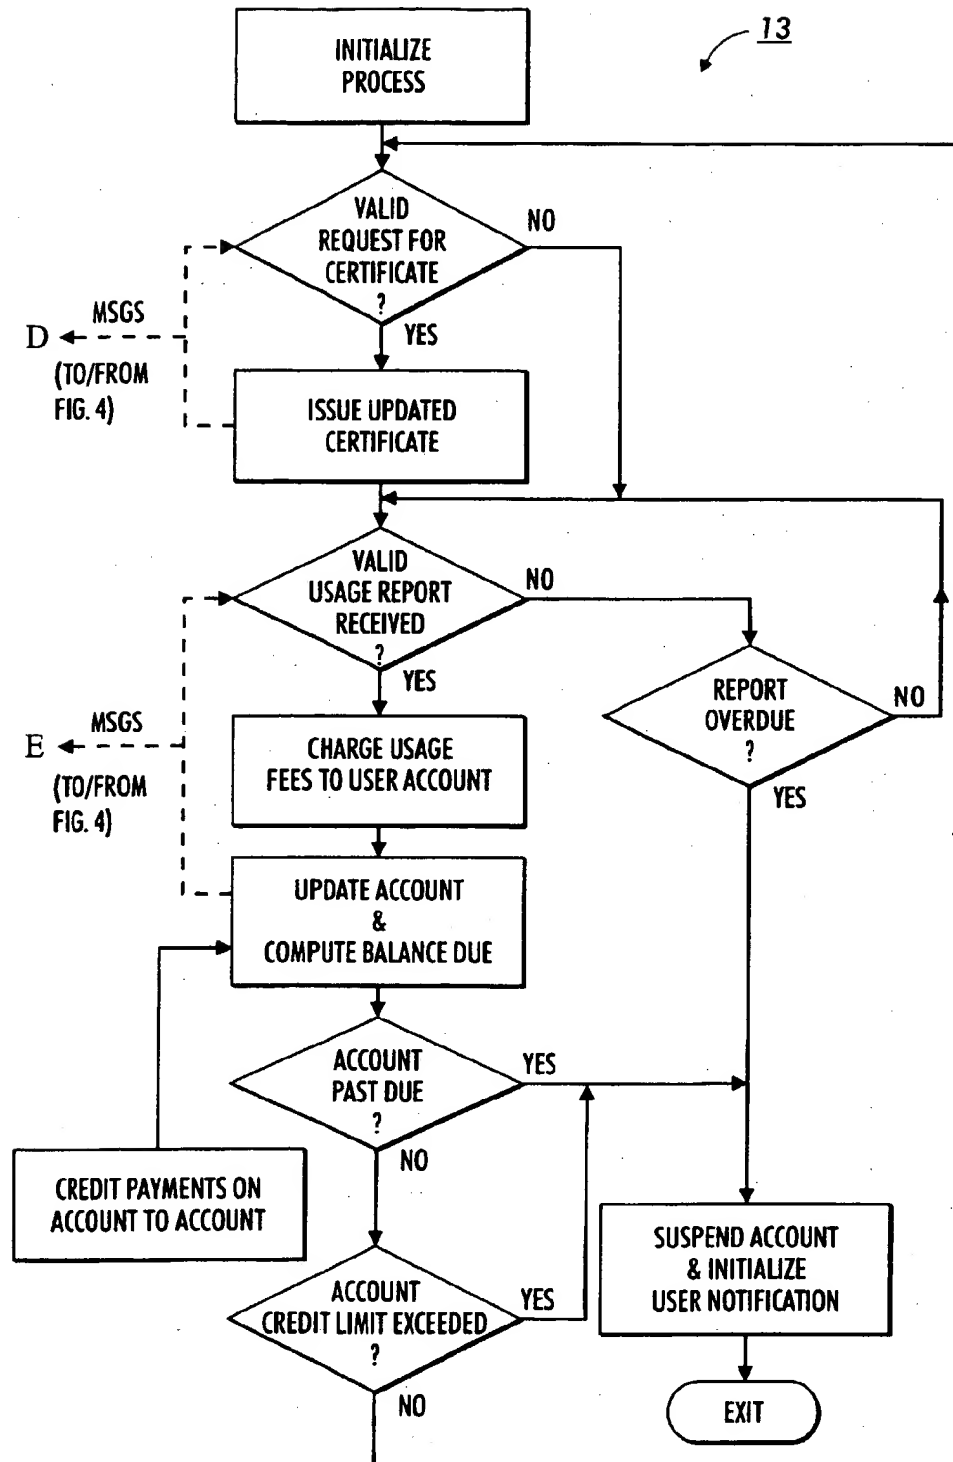 13
INITIALIZE
PROCESS
VALID
REQUEST FOR
CERTIFICATE
?
NO
YES
MSGS
D
(TO/FROM
FIG. 4)
ISSUE UPDATED
CERTIFICATE
VALID
USAGE REPORT
RECEIVED
?
NO
YES
REPORT
OVERDUE
?
NO
YES
MSGS
E
(TO/FROM
FIG. 4)
CHARGE USAGE
FEES TO USER ACCOUNT
UPDATE ACCOUNT
&
COMPUTE BALANCE DUE
ACCOUNT
PAST DUE
?
YES
NO
CREDIT PAYMENTS ON
ACCOUNT TO ACCOUNT
SUSPEND ACCOUNT
& INITIALIZE
USER NOTIFICATION
ACCOUNT
CREDIT LIMIT EXCEEDED
?
YES
NO
EXIT